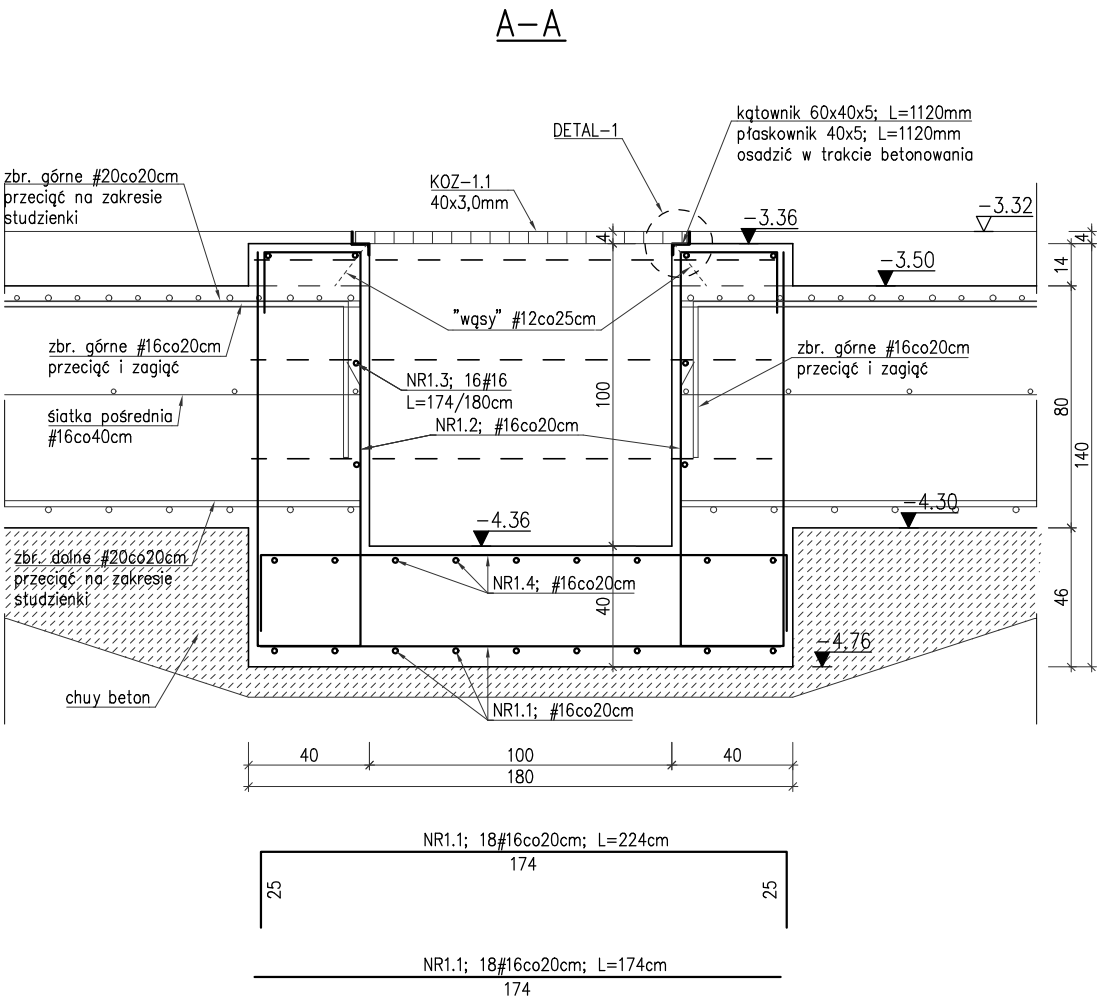 A-A
kątownik 60x40x5; L=1120mm
płaskownik 40x5; L=1120mm
osadzić w trakcie betonowania
DETAL-1
zbr. górne #20co20cm
przeciąć na zakresie
studzienki
KOZ-1.1
40x3,0mm
-3.36
-3.32
4
4
14
-3.50
"wąsy" #12co25cm
zbr. górne #16co20cm
przeciąć i zagiąć
zbr. górne #16co20cm
przeciąć i zagiąć
NR1.3; 16#16
L=174/180cm
100
80
140
śiatka pośrednia
#16co40cm
NR1.2; #16co20cm
-4.30
-4.36
zbr. dolne #20co20cm
przeciąć na zakresie
studzienki
NR1.4; #16co20cm
40
46
-4.76
chuy beton
NR1.1; #16co20cm
40
100
40
180
NR1.1; 18#16co20cm; L=224cm
174
25
25
NR1.1; 18#16co20cm; L=174cm
174